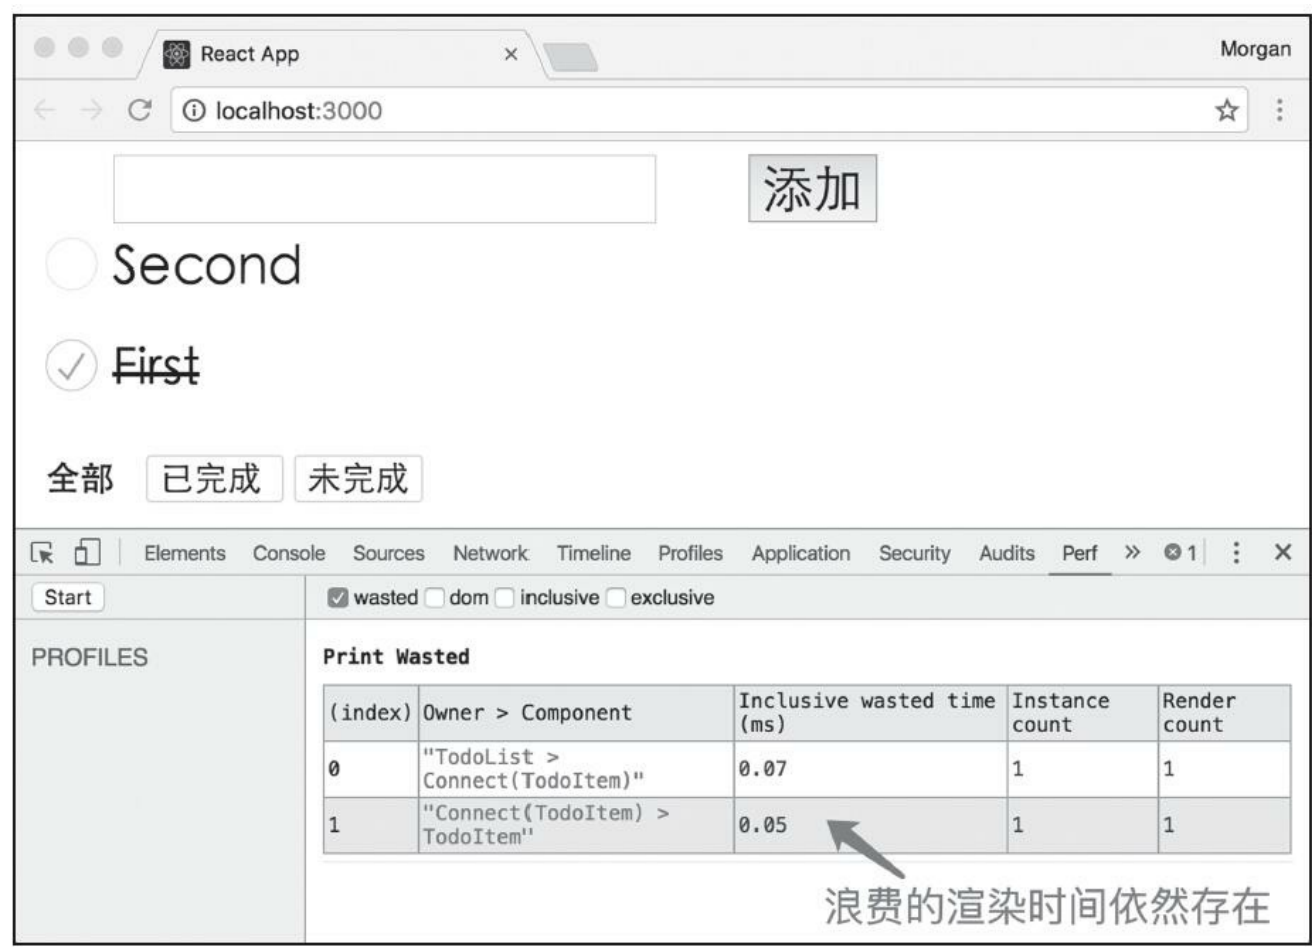 React App
Morgan
localhost:3000
添加
Second
First
全部 已完成 未完成
Elements Console Sources Network Timeline Profiles Application Security Audits Perf » 1
Start
wasted dom inclusive exclusive
PROFILES
Print Wasted
(index) Owner > Component Inclusive wasted time (ms) Instance count Render count
0 "TodoList > Connect(TodoItem)" 0.07 1 1
1 "Connect(TodoItem) > TodoItem" 0.05 1 1
浪费的渲染时间依然存在